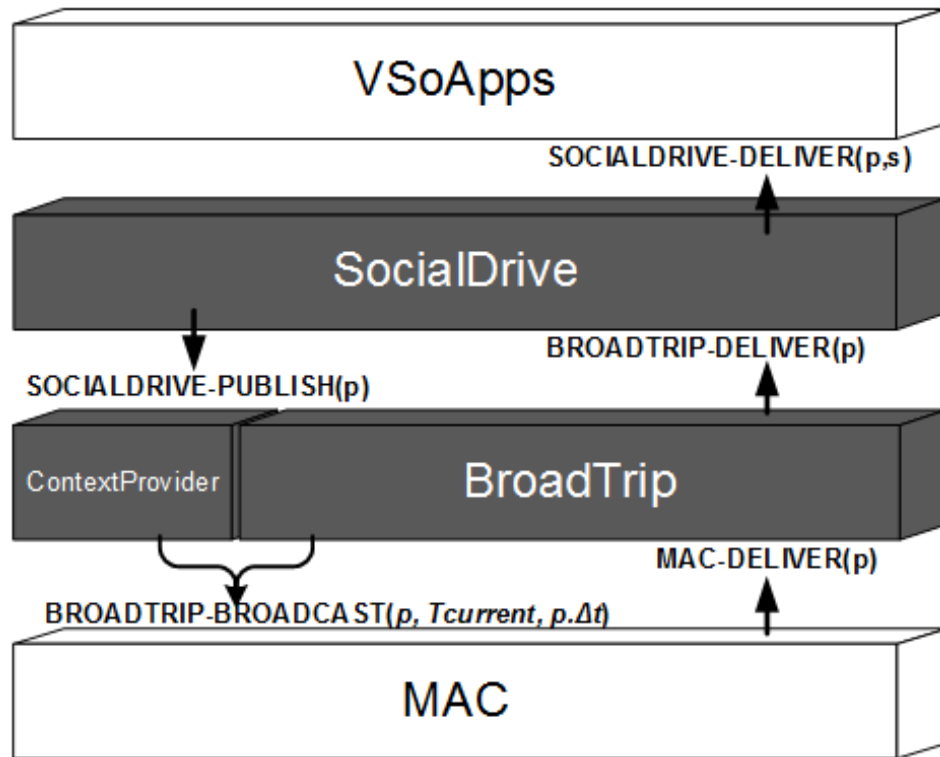 VSoApps
SOCIALDRIVE-DELIVER(p,s)
SocialDrive
BROADTRIP-DELIVER(p)
SOCIALDRIVE-PUBLISH(p)
ContextProvider
BroadTrip
MAC-DELIVER(p)
BROADTRIP-BROADCAST(p, Tcurrent, p.Δt)
MAC